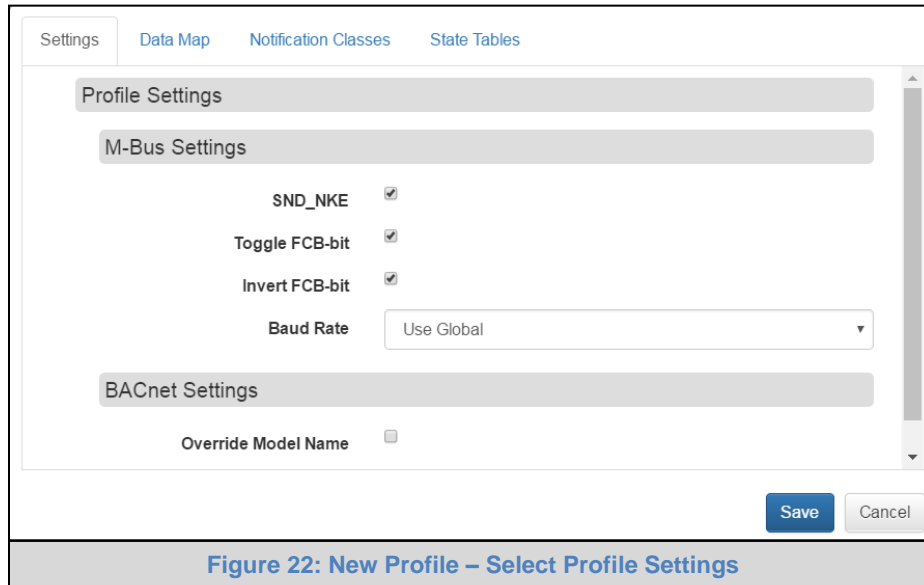 Settings Data Map Notification Classes State Tables
Profile Settings
M-Bus Settings
SND_NKE
Toggle FCB-bit
Invert FCB-bit
Baud Rate Use Global
BACnet Settings
Override Model Name
Save Cancel
Figure 22: New Profile – Select Profile Settings